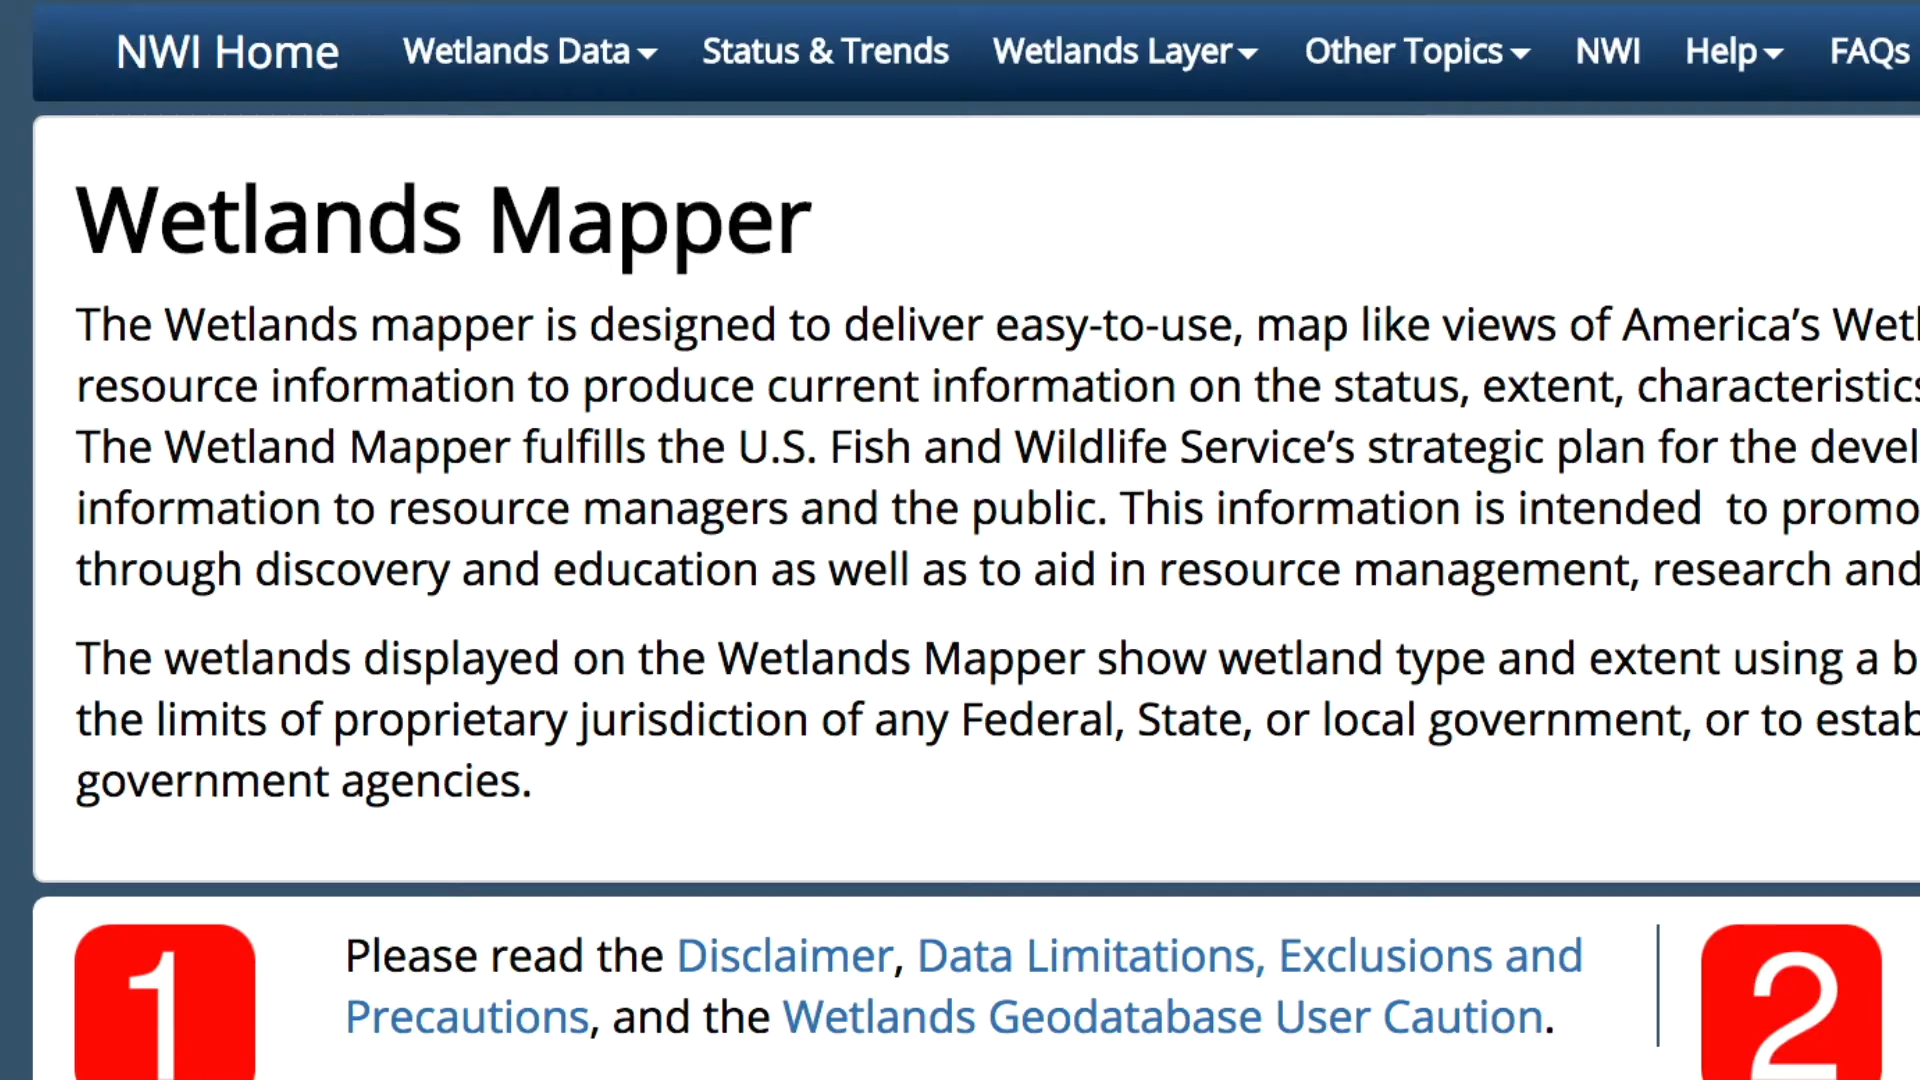 NWI Home Wetlands Data Status & Trends Wetlands Layer Other Topics NWI Help FAQs
Wetlands Mapper
The Wetlands mapper is designed to deliver easy-to-use, map like views of America's
resource information to produce current information on the status, extent, characteristics
The Wetland Mapper fulfills the U.S. Fish and Wildlife Service's strategic plan for the
information to resource managers and the public. This information is intended to
through discovery and education as well as to aid in resource management, research and
The wetlands displayed on the Wetlands Mapper show wetland type and extent using a
the limits of proprietary jurisdiction of any Federal, State, or local government, or to
government agencies.
1
Please read the Disclaimer, Data Limitations, Exclusions and
Precautions, and the Wetlands Geodatabase User Caution.
2